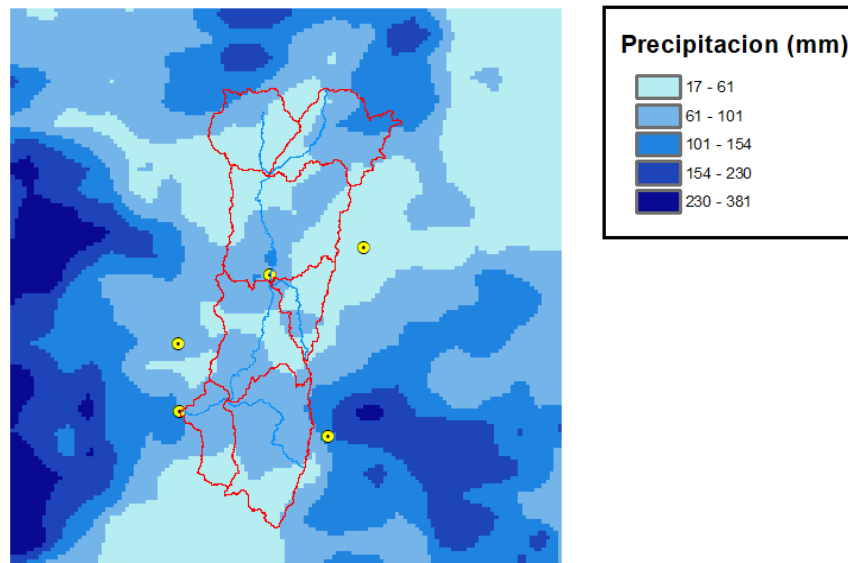 Precipitacion (mm)
17 - 61
61 - 101
101 - 154
154 - 230
230 - 381